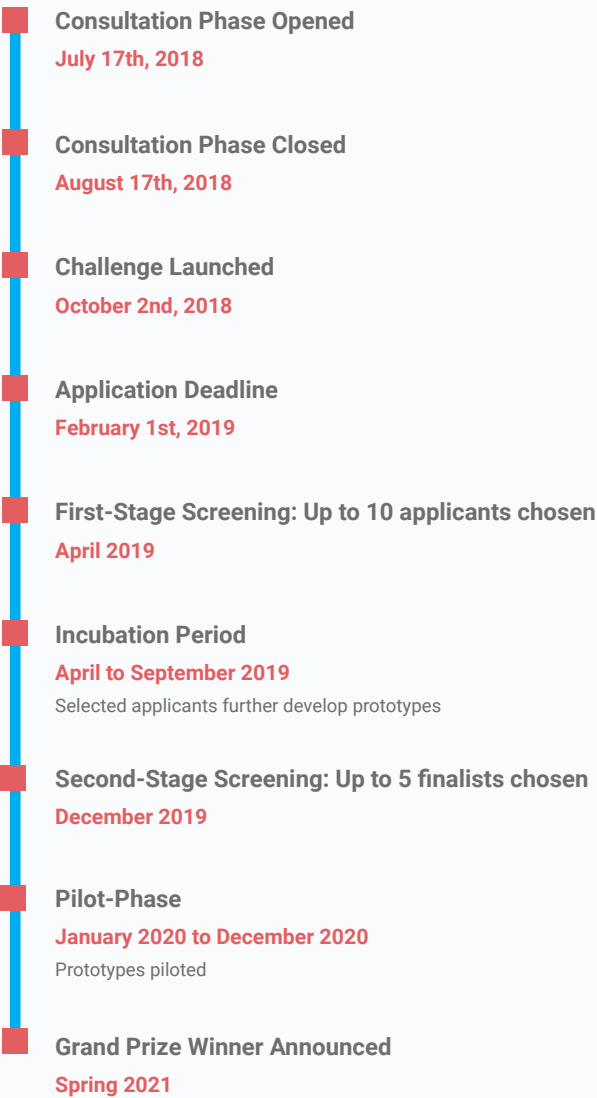 Consultation Phase Opened
July 17th, 2018
Consultation Phase Closed
August 17th, 2018
Challenge Launched
October 2nd, 2018
Application Deadline
February 1st, 2019
First-Stage Screening: Up to 10 applicants chosen
April 2019
Incubation Period
April to September 2019
Selected applicants further develop prototypes
Second-Stage Screening: Up to 5 finalists chosen
December 2019
Pilot-Phase
January 2020 to December 2020
Prototypes piloted
Grand Prize Winner Announced
Spring 2021